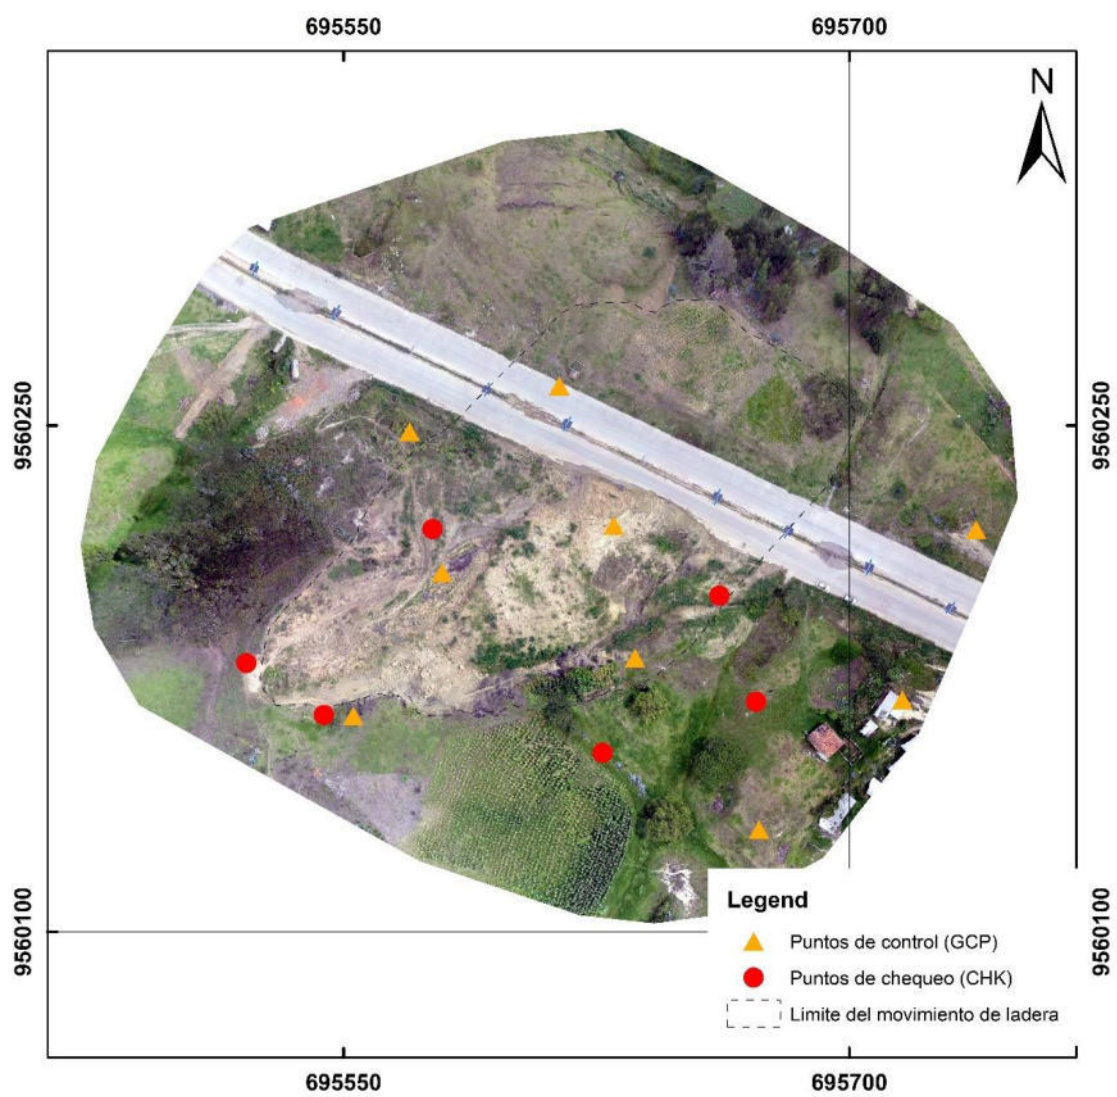 695550 695700
N
9560250 9560250
9560100 9560100
Legend
Puntos de control (GCP)
Puntos de chequeo (CHK)
Limite del movimiento de ladera
695550 695700